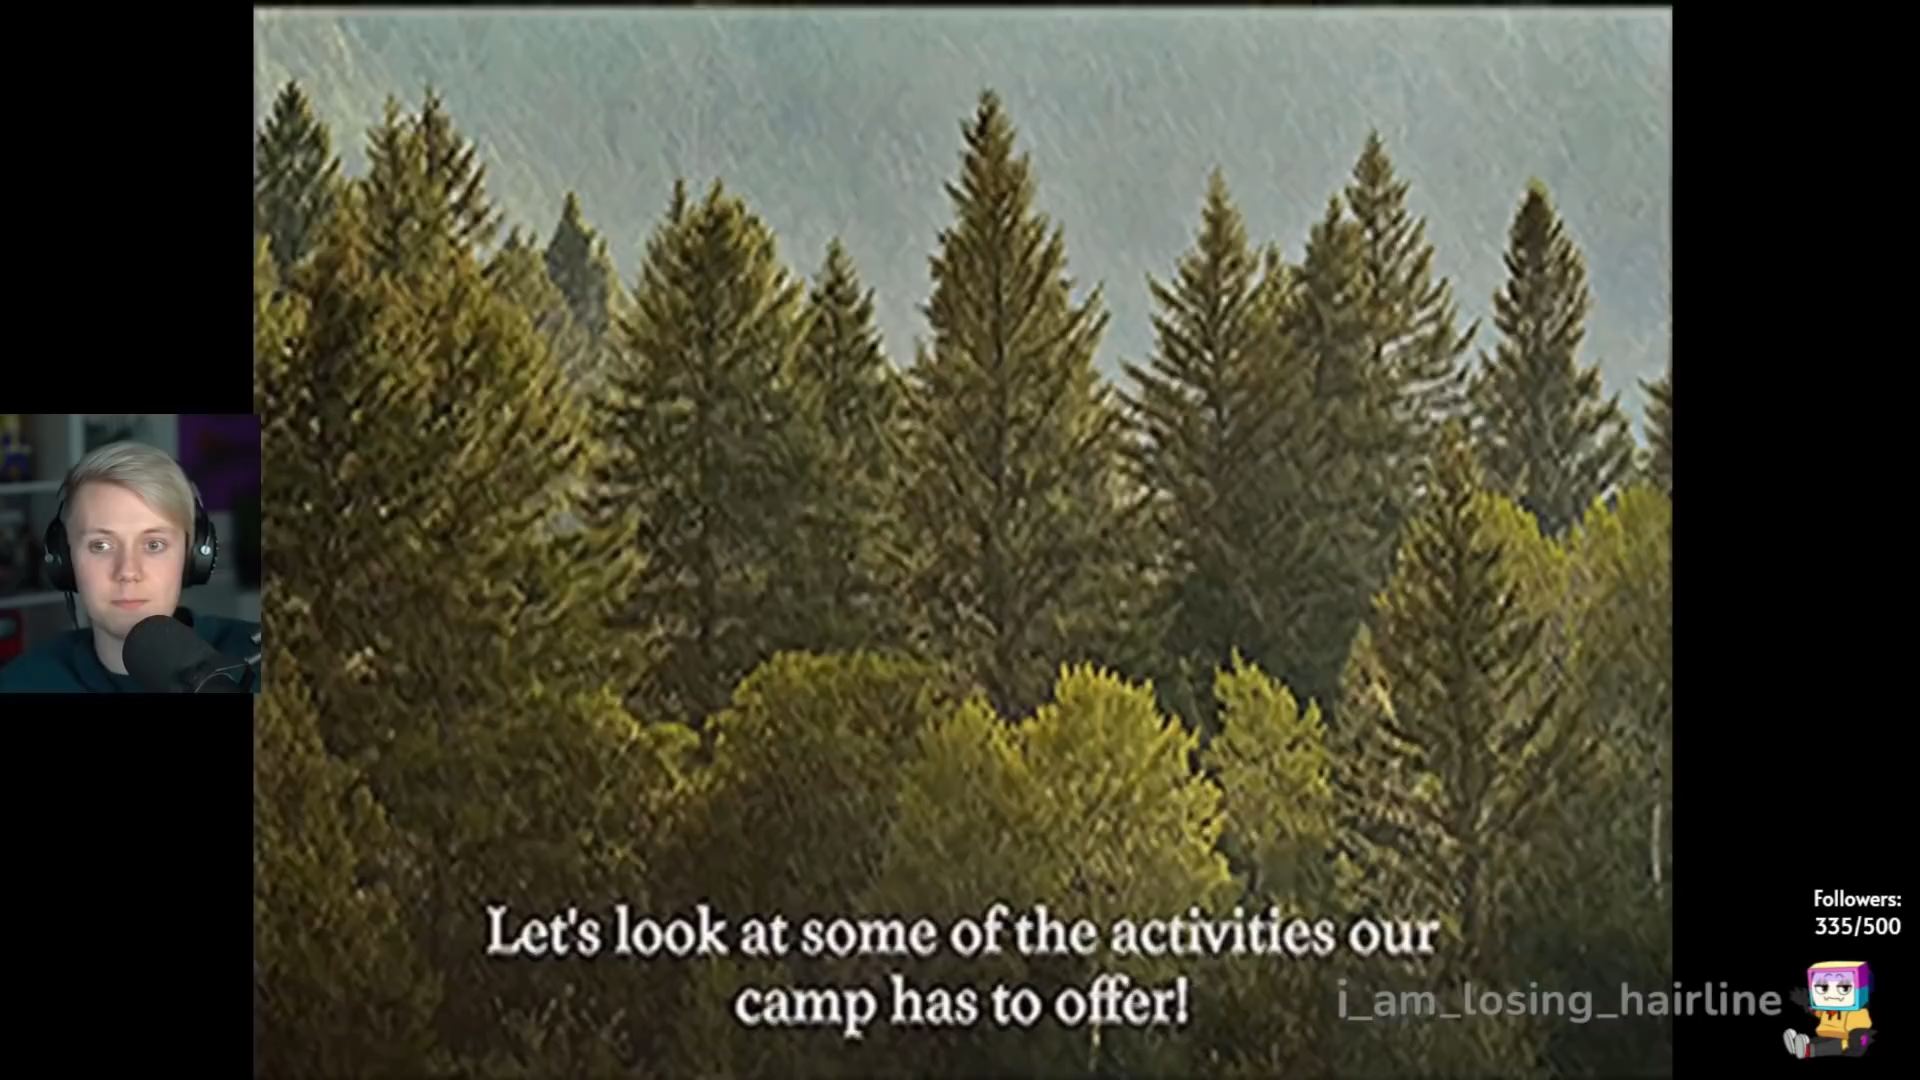 Let's look at some of the activities our
camp has to offer!
Followers:
335/500
i_am_losing_hairline